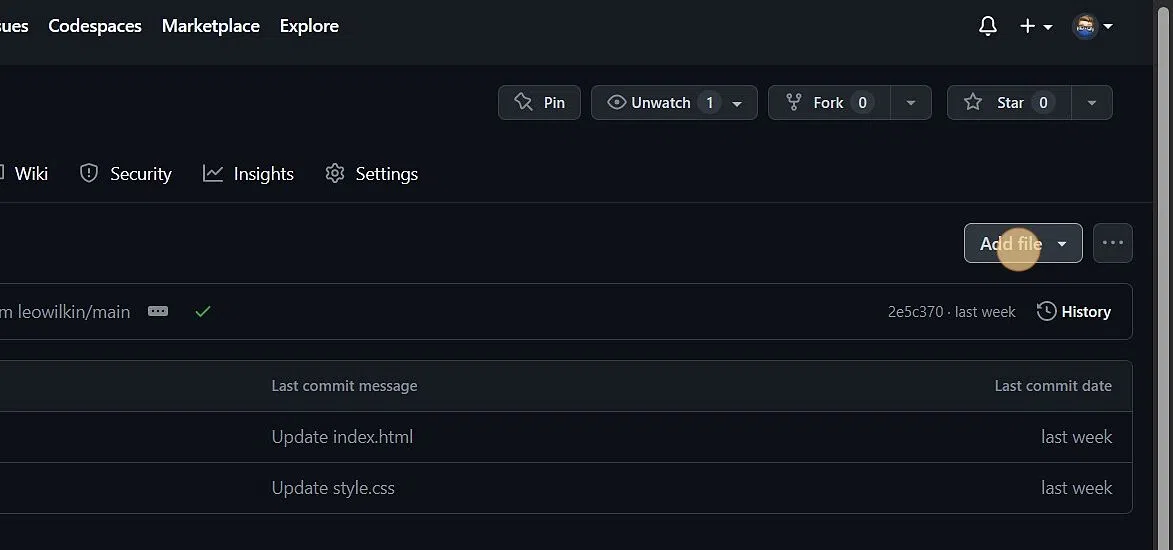 sues Codespaces Marketplace Explore
Pin Unwatch 1 Fork 0 Star 0
Wiki Security Insights Settings
Add file
m leowilkin/main 2e5c370 · last week History
Last commit message Last commit date
Update index.html last week
Update style.css last week